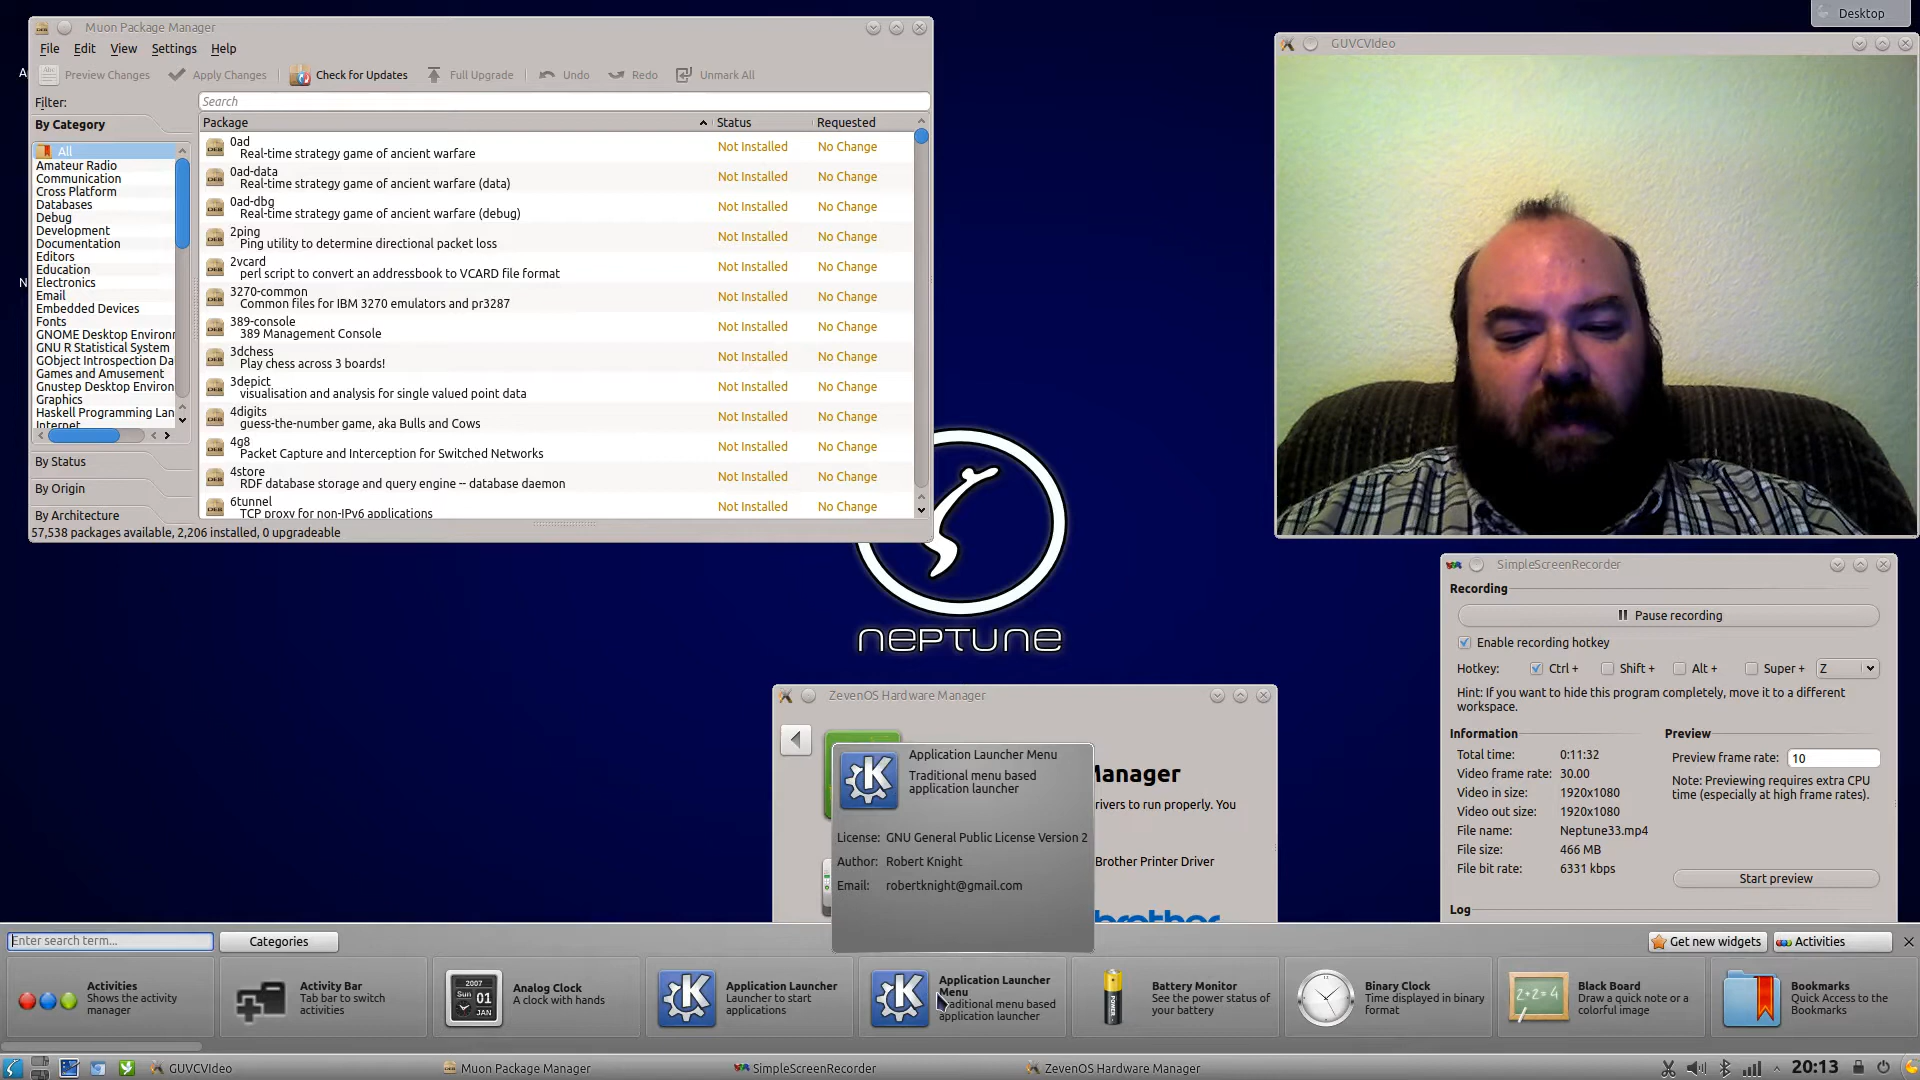 Desktop
Muon Package Manager
File Edit View Settings Help
Preview Changes Apply Changes Check for Updates Full Upgrade Undo Redo Unmark All
Filter:
Search
By Category
All
Amateur Radio
Communication
Cross Platform
Databases
Debug
Development
Documentation
Editors
Education
Electronics
Email
Embedded Devices
Fonts
GNOME Desktop Environ
GNU R Statistical System
GObject Introspection Da
Games and Amusement
Gnustep Desktop Environ
Graphics
Haskell Programming Lan
Internet
By Status
By Origin
By Architecture
Package Status Requested
0ad
Real-time strategy game of ancient warfare
Not Installed No Change
0ad-data
Real-time strategy game of ancient warfare (data)
Not Installed No Change
0ad-dbg
Real-time strategy game of ancient warfare (debug)
Not Installed No Change
2ping
Ping utility to determine directional packet loss
Not Installed No Change
2vcard
perl script to convert an addressbook to VCARD file format
Not Installed No Change
3270-common
Common files for IBM 3270 emulators and pr3287
Not Installed No Change
389-console
389 Management Console
Not Installed No Change
3dchess
Play chess across 3 boards!
Not Installed No Change
3depict
visualisation and analysis for single valued point data
Not Installed No Change
4digits
guess-the-number game, aka Bulls and Cows
Not Installed No Change
4g8
Packet Capture and Interception for Switched Networks
Not Installed No Change
4store
RDF database storage and query engine -- database daemon
Not Installed No Change
6tunnel
TCP proxy for non-IPv6 applications
Not Installed No Change
57,538 packages available, 2,206 installed, 0 upgradeable
GUVCVideo
NEPTUNE
SimpleScreenRecorder
Recording
Pause recording
Enable recording hotkey
Hotkey: Ctrl + Shift + Alt + Super + Z
Hint: If you want to hide this program completely, move it to a different
workspace.
Information
Total time: 0:11:32
Video frame rate: 30.00
Video in size: 1920x1080
Video out size: 1920x1080
File name: Neptune33.mp4
File size: 466 MB
File bit rate: 6331 kbps
Preview
Preview frame rate: 10
Note: Previewing requires extra CPU
time (especially at high frame rates).
Start preview
Log
ZevenOS Hardware Manager
Manager
rivers to run properly. You
Brother Printer Driver
brother
Application Launcher Menu
Traditional menu based
application launcher
License: GNU General Public License Version 2
Author: Robert Knight
Email: robertknight@gmail.com
Enter search term...
Categories
Get new widgets
Activities
Activities
Shows the activity
manager
Activity Bar
Tab bar to switch
activities
2007
Sun 01
JAN
Analog Clock
A clock with hands
Application Launcher
Launcher to start
applications
Application Launcher
Menu
Traditional menu based
application launcher
POWER
Battery Monitor
See the power status of
your battery
Binary Clock
Time displayed in binary
format
2+2=4
Black Board
Draw a quick note or a
colorful image
Bookmarks
Quick Access to the
Bookmarks
GUVCVideo
Muon Package Manager
SimpleScreenRecorder
ZevenOS Hardware Manager
20:13